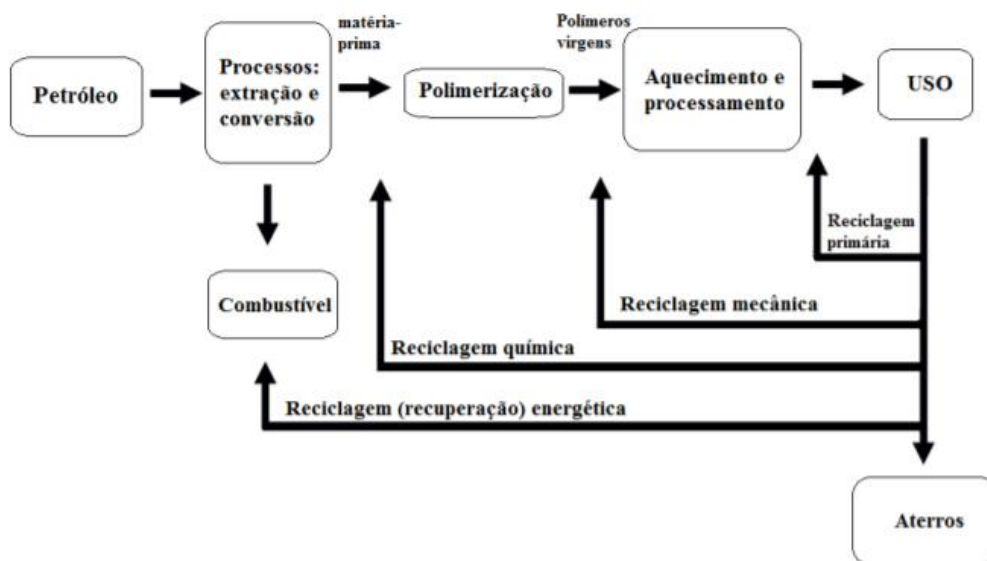 matéria-
prima
Polímeros
virgens
Petróleo
Processos:
extração e
conversão
Polimerização
Aquecimento e
processamento
USO
Reciclagem
primária
Combustível
Reciclagem mecânica
Reciclagem química
Reciclagem (recuperação) energética
Aterros